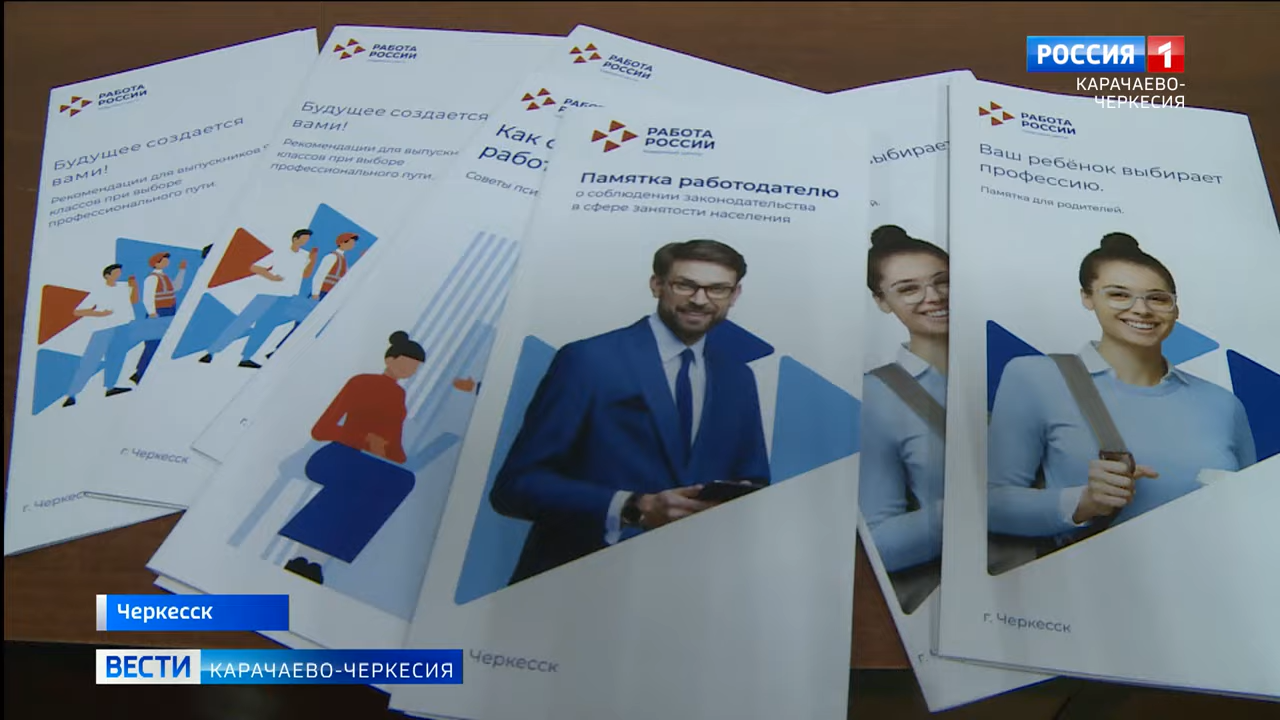 РАБОТА
РОССИИ
Будущее создается
вами!
Рекомендации для выпускников
классов при выборе
профессионального пути.
г. Черкесск
г. Черкесск
РАБОТА
РОССИИ
Будущее создается
вами!
Рекомендации для
классов при выборе
профессионального пути.
г.
РАБОТА
РОССИИ
Как
Советы
РАБОТА
РОССИИ
Памятка работодателю
о соблюдении законодательства
в сфере занятости населения
Черкесск
выбирает
г.
РАБОТА
РОССИИ
Ваш ребёнок выбирает
профессию.
Памятка для родителей.
г. Черкесск
РОССИЯ 1
КАРАЧАЕВО-
ЧЕРКЕСИЯ
Черкесск
ВЕСТИ КАРАЧАЕВО-ЧЕРКЕСИЯ